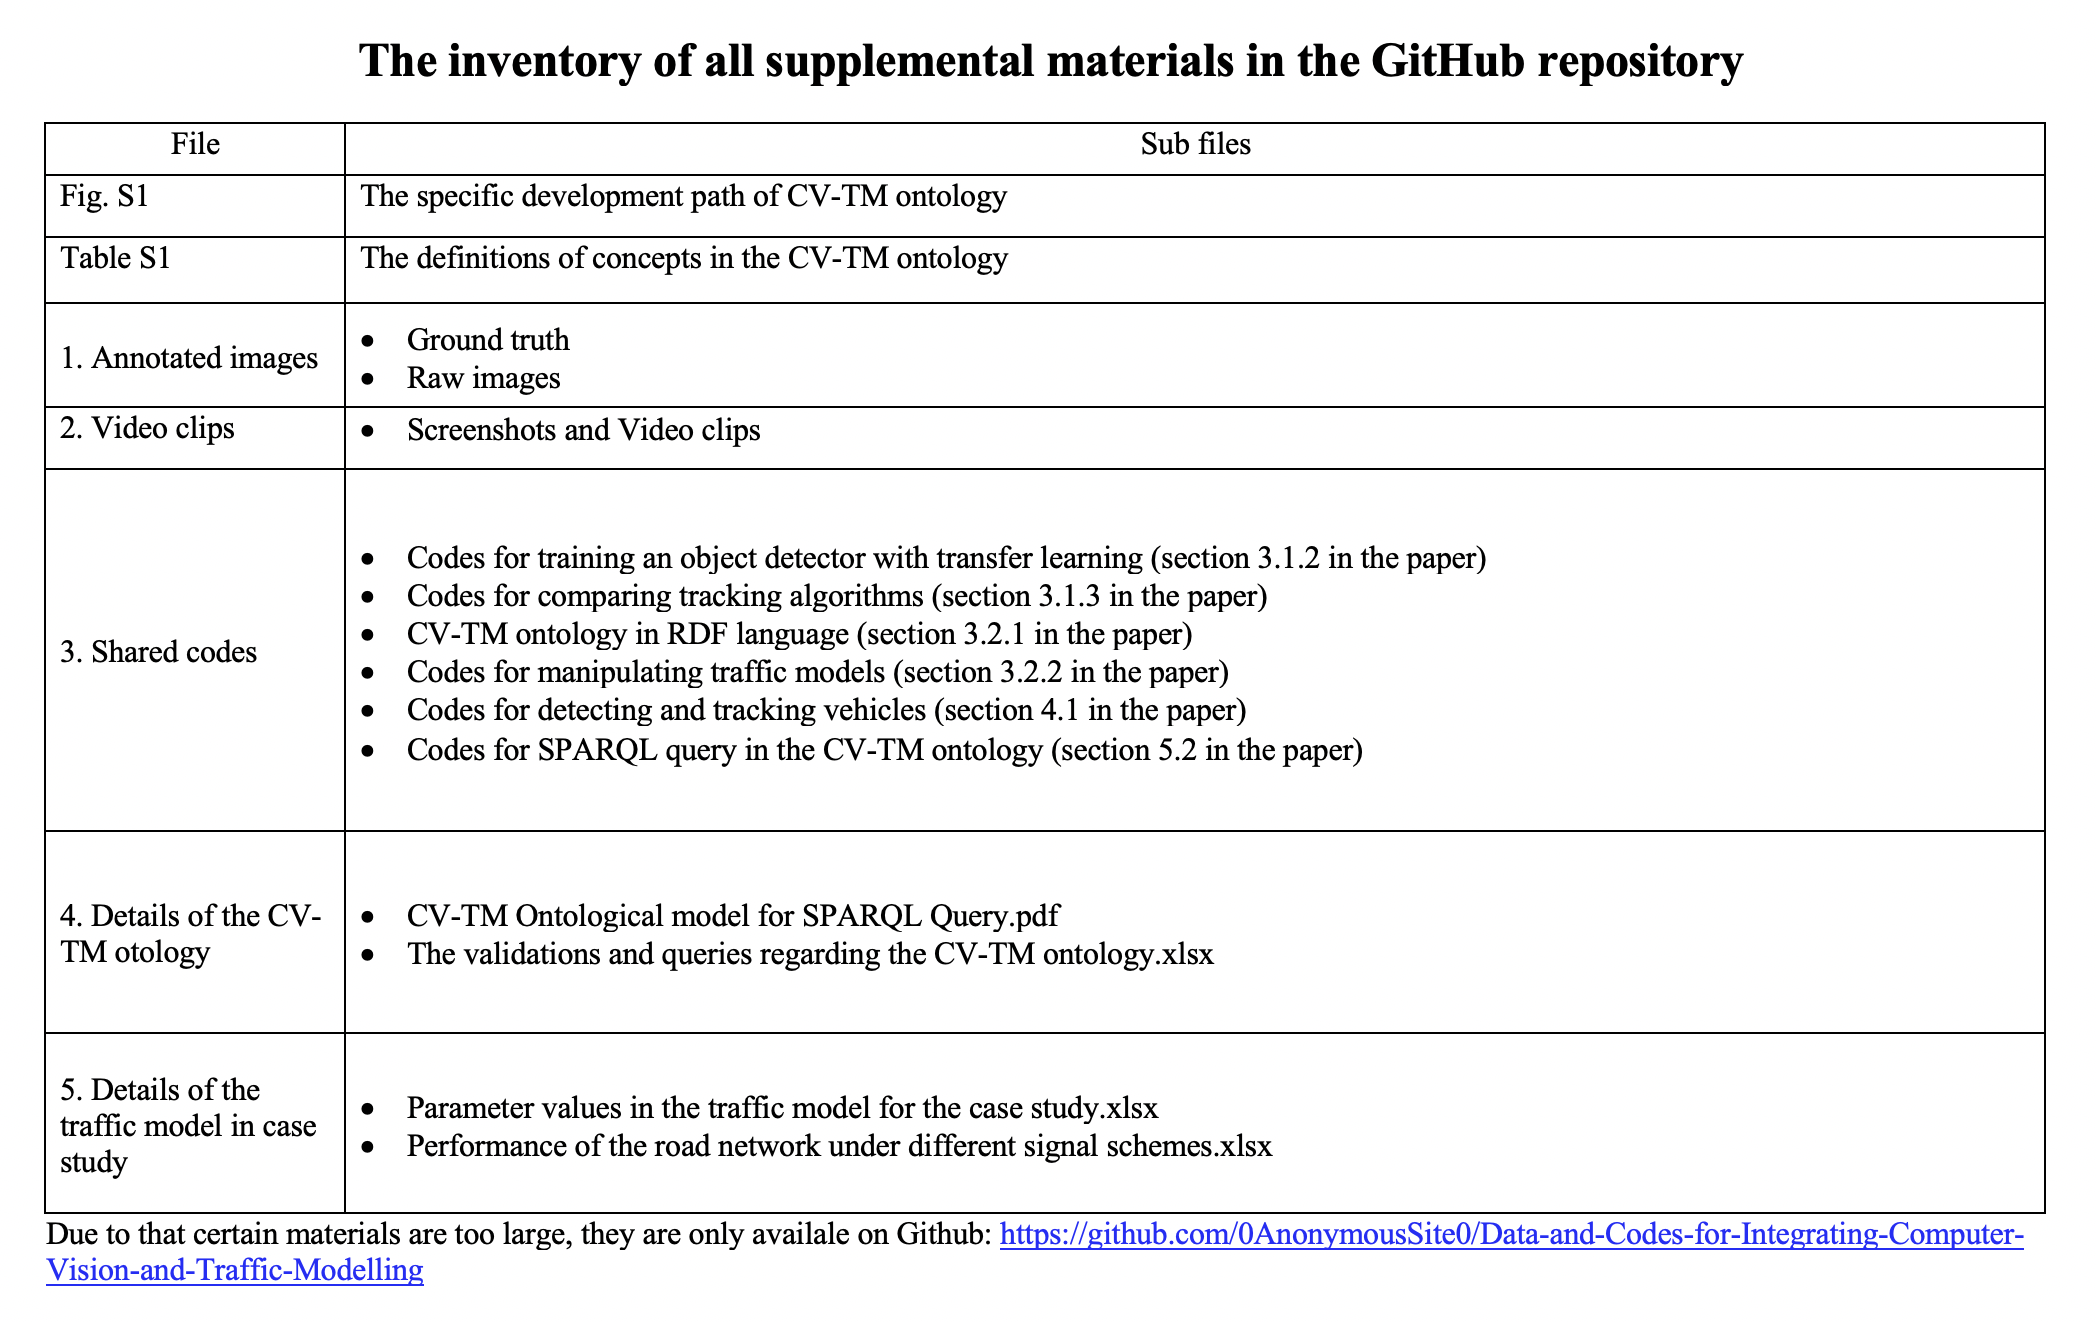 The inventory of all supplemental materials in the GitHub repository
File
Sub files
Fig. S1
The specific development path of CV-TM ontology
Table S1
The definitions of concepts in the CV-TM ontology
1. Annotated images
• Ground truth
• Raw images
2. Video clips
• Screenshots and Video clips
3. Shared codes
• Codes for training an object detector with transfer learning (section 3.1.2 in the paper)
• Codes for comparing tracking algorithms (section 3.1.3 in the paper)
• CV-TM ontology in RDF language (section 3.2.1 in the paper)
• Codes for manipulating traffic models (section 3.2.2 in the paper)
• Codes for detecting and tracking vehicles (section 4.1 in the paper)
• Codes for SPARQL query in the CV-TM ontology (section 5.2 in the paper)
4. Details of the CV-
TM otology
• CV-TM Ontological model for SPARQL Query.pdf
• The validations and queries regarding the CV-TM ontology.xlsx
5. Details of the
traffic model in case
study
• Parameter values in the traffic model for the case study.xlsx
• Performance of the road network under different signal schemes.xlsx
Due to that certain materials are too large, they are only availale on Github: https://github.com/0AnonymousSite0/Data-and-Codes-for-Integrating-Computer-
Vision-and-Traffic-Modelling